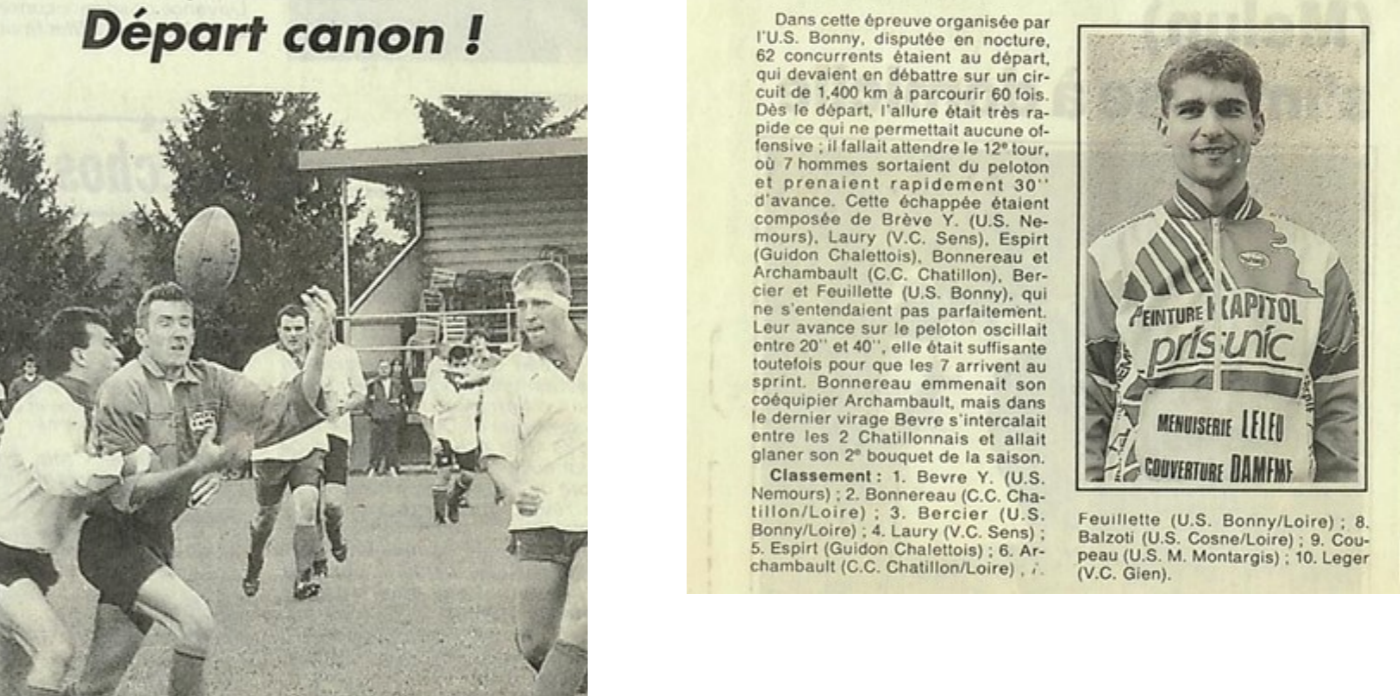 Départ canon !
Dans cette épreuve organisée par
l'U.S. Bonny, disputée en nocture,
62 concurrents étaient au départ,
qui devaient en débattre sur un cir-
cuit de 1,400 km à parcourir 60 fois.
Dès le départ, l'allure était très ra-
pide ce qui ne permettait aucune of-
fensive ; il fallait attendre le 12e tour,
où 7 hommes sortaient du peloton
et prenaient rapidement 30''
d'avance. Cette échappée étaient
composée de Brève Y. (U.S. Ne-
mours), Laury (V.C. Sens), Espirt
(Guidon Chalettois), Bonnereau et
Archambault (C.C. Chatillon), Ber-
cier et Feuillette (U.S. Bonny), qui
ne s'entendaient pas parfaitement.
Leur avance sur le peloton oscillait
entre 20'' et 40'', elle était suffisante
toutefois pour que les 7 arrivent au
sprint. Bonnereau emmenait son
coéquipier Archambault, mais dans
le dernier virage Bevre s'intercalait
entre les 2 Chatillonnais et allait
glaner son 2e bouquet de la saison.
Classement : 1. Bevre Y. (U.S.
Nemours) ; 2. Bonnereau (C.C. Cha-
tillon/Loire) ; 3. Bercier (U.S.
Bonny/Loire) ; 4. Laury (V.C. Sens) ;
5. Espirt (Guidon Chalettois) ; 6. Ar-
chambault (C.C. Chatillon/Loire) ,
PEINTURE KAPITOL
prisunic
MENUISERIE LELEU
COUVERTURE DAMEME
Feuillette (U.S. Bonny/Loire) ; 8.
Balzoti (U.S. Cosne/Loire) ; 9. Cou-
peau (U.S. M. Montargis) ; 10. Leger
(V.C. Gien).